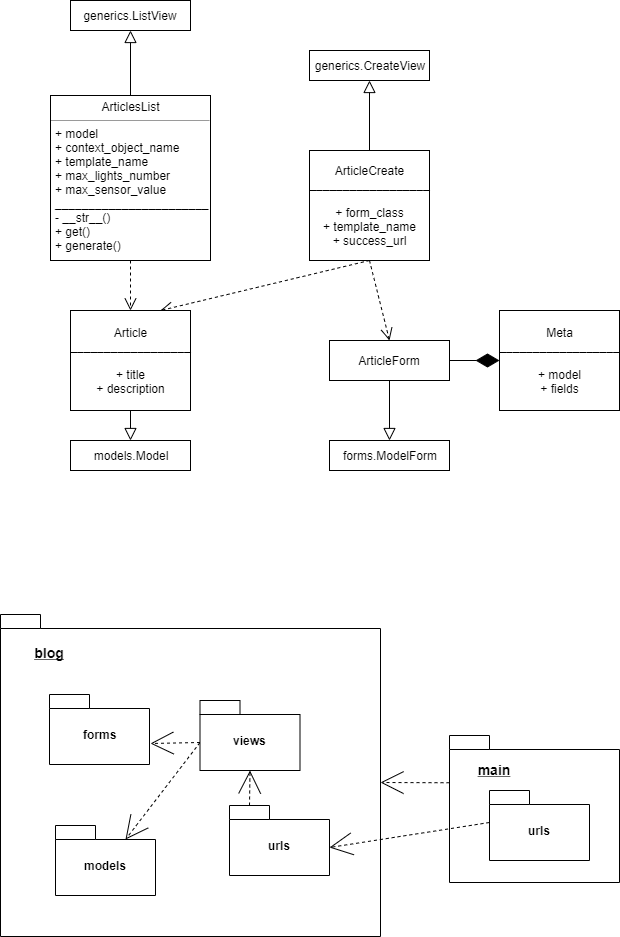 generics.ListView
generics.CreateView
ArticlesList
+ model
+ context_object_name
+ template_name
+ max_lights_number
+ max_sensor_value
- __str__()
+ get()
+ generate()
ArticleCreate
+ form_class
+ template_name
+ success_url
Article
+ title
+ description
ArticleForm
Meta
+ model
+ fields
models.Model
forms.ModelForm
blog
forms
views
models
urls
main
urls